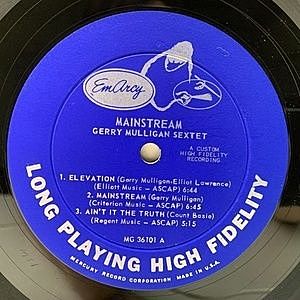 EmArcy
MAINSTREAM
GERRY MULLIGAN SEXTET
A CUSTOM
HIGH FIDELITY
RECORDING
1. ELEVATION (Gerry Mulligan-Elliot Lawrence)
(Elliott Music - ASCAP) 6:44
2. MAINSTREAM (Gerry Mulligan)
(Criterion Music - ASCAP) 6:45
3. AIN'T IT THE TRUTH (Count Basie)
(Regent Music - ASCAP) 5:15
MG 36101 A
LONG PLAYING HIGH FIDELITY
MERCURY RECORD CORPORATION MADE IN U.S.A.